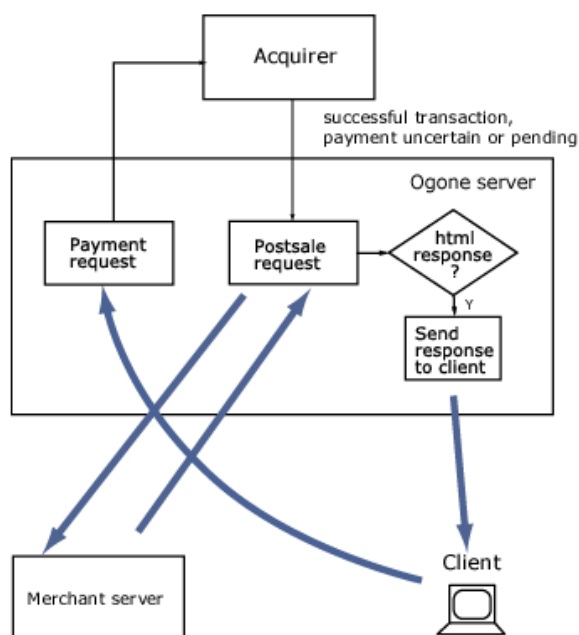 Acquirer
successful transaction,
payment uncertain or pending
Ogone server
Payment
request
Postsale
request
html
response
?
Y
Send
response
to client
Client
Merchant server